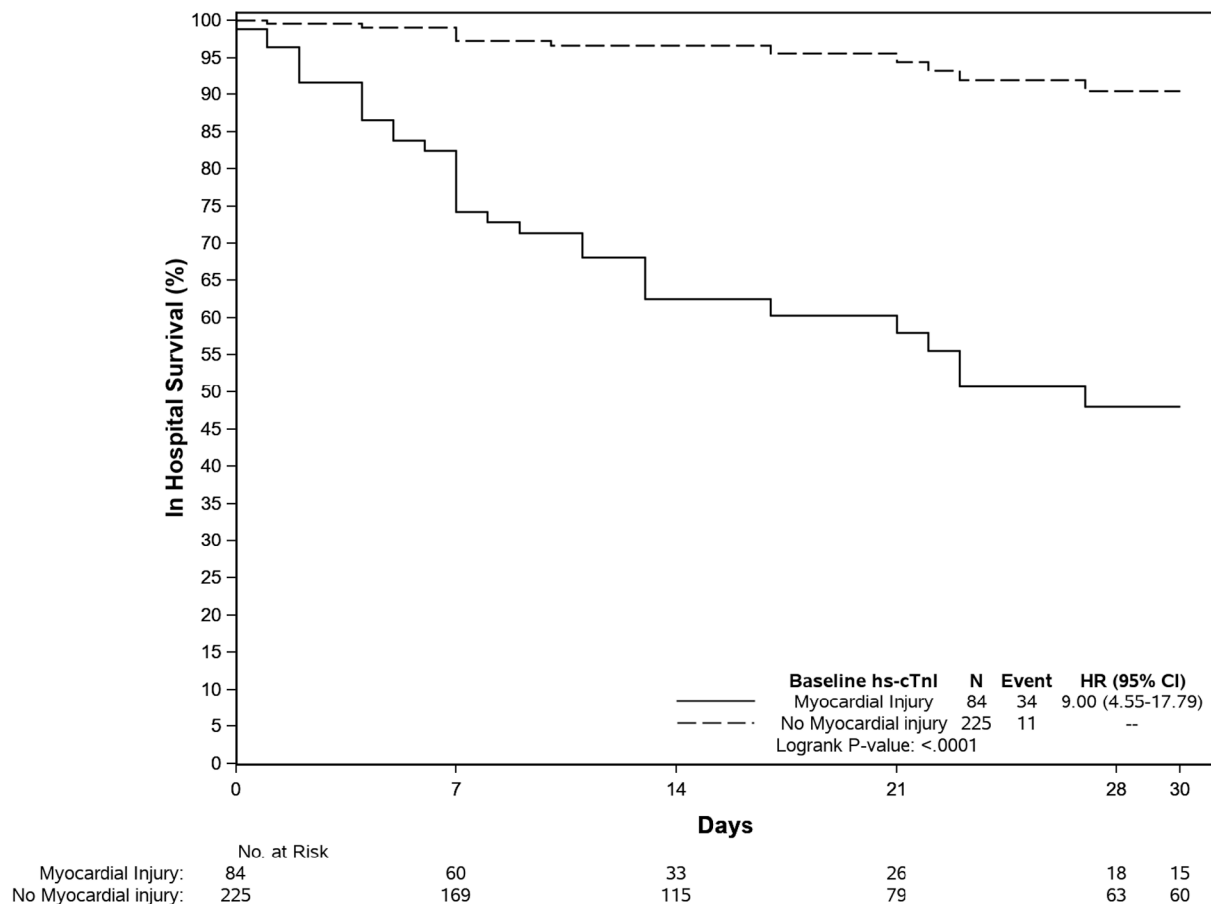 100
95
90
85
80
75
70
65
60
55
50
45
40
35
30
25
20
15
10
5
0
In Hospital Survival (%)
Baseline hs-cTnI N Event HR (95% CI)
Myocardial Injury 84 34 9.00 (4.55-17.79)
No Myocardial injury 225 11 --
Logrank P-value: <.0001
0 7 14 21 28 30
Days
No. at Risk
Myocardial Injury: 84 60 33 26 18 15
No Myocardial injury: 225 169 115 79 63 60